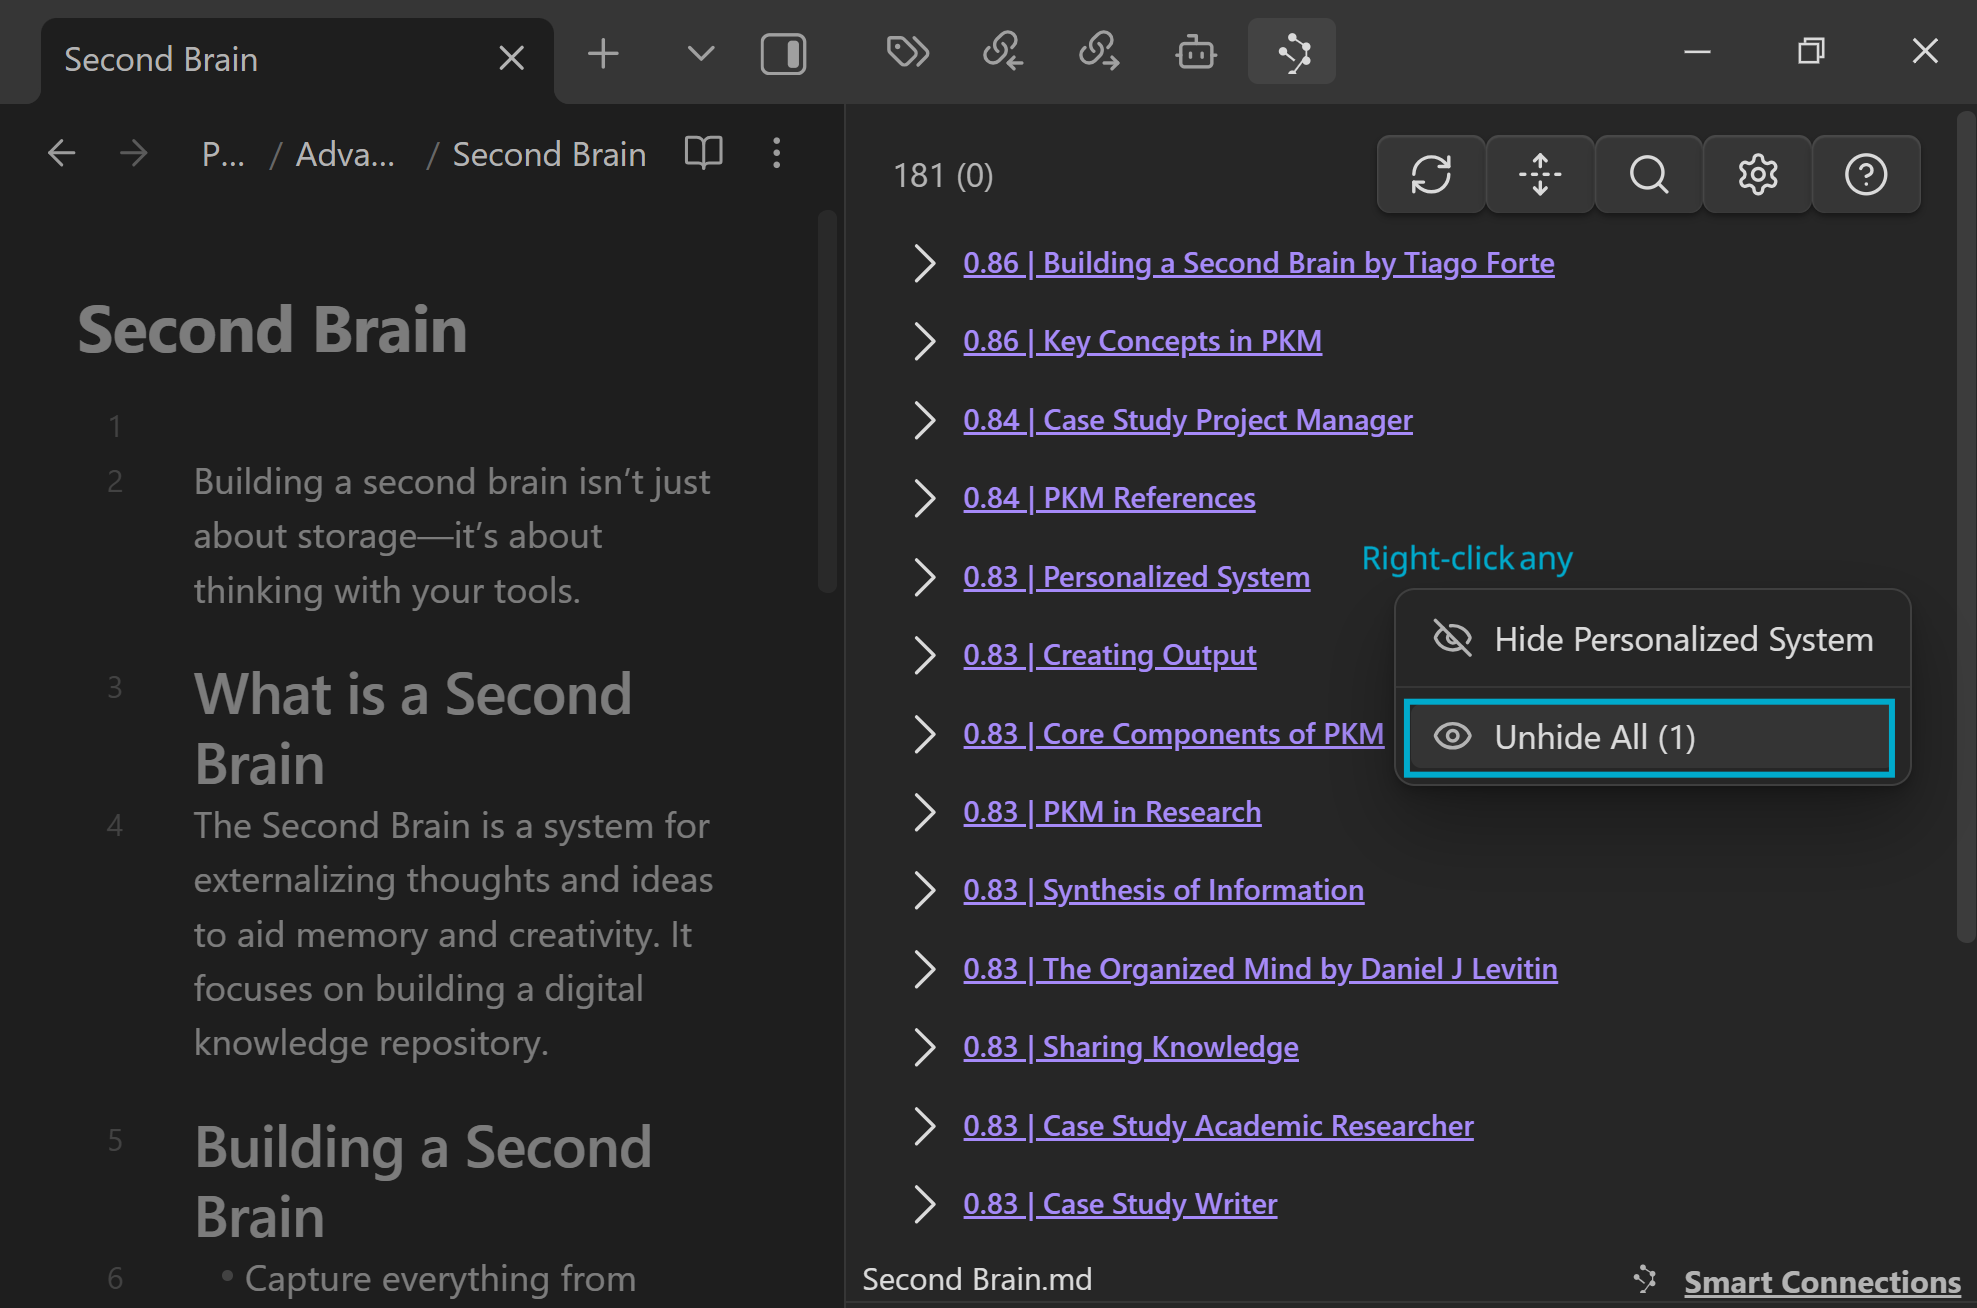 Second Brain
P... / Adva... / Second Brain
Second Brain
1
2
Building a second brain isn’t just
about storage—it’s about
thinking with your tools.
3
What is a Second
Brain
4
The Second Brain is a system for
externalizing thoughts and ideas
to aid memory and creativity. It
focuses on building a digital
knowledge repository.
5
Building a Second
Brain
6
• Capture everything from
181 (0)
0.86 | Building a Second Brain by Tiago Forte
0.86 | Key Concepts in PKM
0.84 | Case Study Project Manager
0.84 | PKM References
0.83 | Personalized System
0.83 | Creating Output
0.83 | Core Components of PKM
0.83 | PKM in Research
0.83 | Synthesis of Information
0.83 | The Organized Mind by Daniel J Levitin
0.83 | Sharing Knowledge
0.83 | Case Study Academic Researcher
0.83 | Case Study Writer
Right-click any
Hide Personalized System
Unhide All (1)
Second Brain.md
Smart Connections